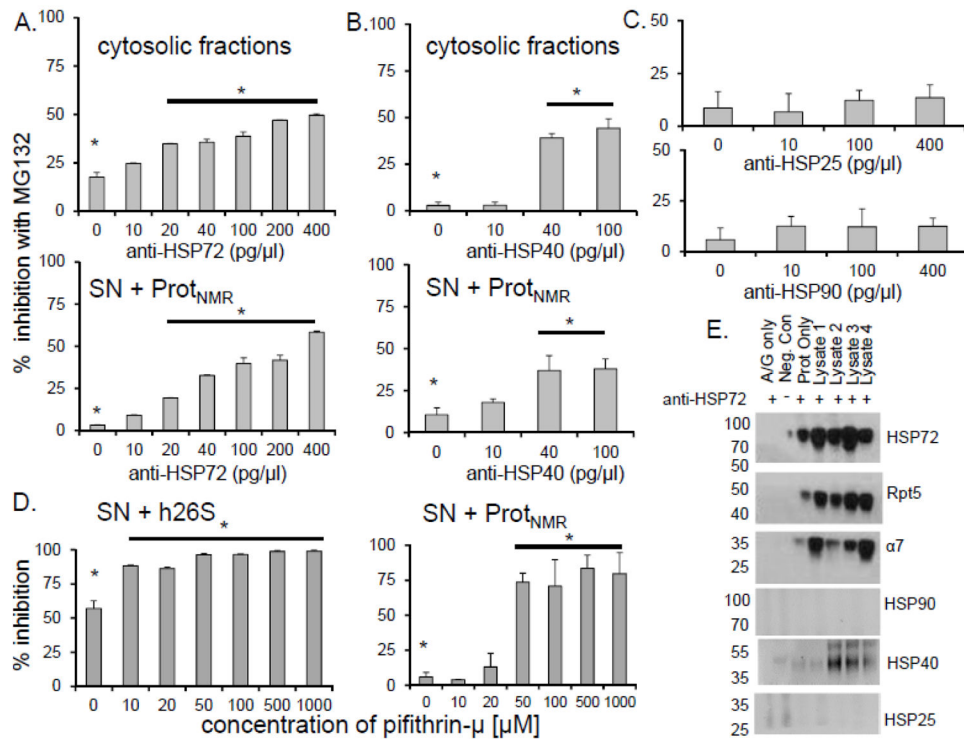 A.
cytosolic fractions
*
*
100
75
50
25
0
0 10 20 40 100 200 400
anti-HSP72 (pg/µl)
% inhibition with MG132
SN + ProtNMR
*
*
100
75
50
25
0
0 10 20 40 100 200 400
anti-HSP72 (pg/µl)
B.
cytosolic fractions
*
*
100
75
50
25
0
0 10 40 100
anti-HSP40 (pg/µl)
SN + ProtNMR
*
*
100
75
50
25
0
0 10 40 100
anti-HSP40 (pg/µl)
C.
50
25
0
0 10 100 400
anti-HSP25 (pg/µl)
50
25
0
0 10 100 400
anti-HSP90 (pg/µl)
D.
SN + h26S
*
*
100
75
50
25
0
0 10 20 50 100 500 1000
% inhibition
SN + ProtNMR
*
*
100
75
50
25
0
0 10 20 50 100 500 1000
concentration of pifithrin-µ [µM]
E.
A/G only
Neg. Con
Prot Only
Lysate 1
Lysate 2
Lysate 3
Lysate 4
anti-HSP72 + - + + + + +
100
70
50
HSP72
50
40
Rpt5
35
25
α7
100
70
HSP90
55
35
HSP40
35
25
HSP25